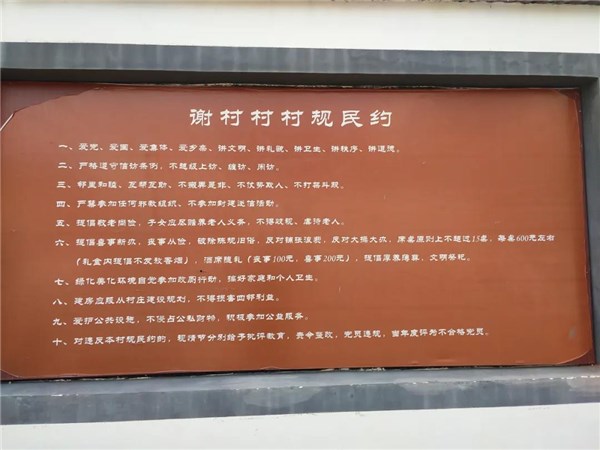 谢村村村规民约
一、爱党、爱国、爱集体、爱乡亲、讲文明、讲礼貌、讲卫生、讲秩序、讲道德。
二、严格遵守信访条例,不越级上访、缠访、闹访。
三、邻里和睦、互帮互助、不搬弄是非、不仗势欺人、不打架斗殴。
四、严禁参加任何邪教组织、不参加封建迷信活动。
五、提倡敬老尚俭,子女应尽赡养老人义务,不得歧视、虐待老人。
六、提倡喜事新办,丧事从俭,破除陈规旧俗,反对铺张浪费,反对大操大办,席桌原则上不超过15桌,每桌600元左右
(礼盒内提倡不发放香烟),酒席随礼(丧事100元,喜事200元),提倡厚养薄葬,文明祭祀。
七、绿化美化环境自觉参加改厕行动,搞好家庭和个人卫生。
八、建房应服从村庄建设规划,不得损害四邻利益。
九、爱护公共设施,不侵占公私财物,积极参加公益服务。
十、对违反本村规民约的,视情节分别给予批评教育,责令整改,党员违规,当年度评为不合格党员。